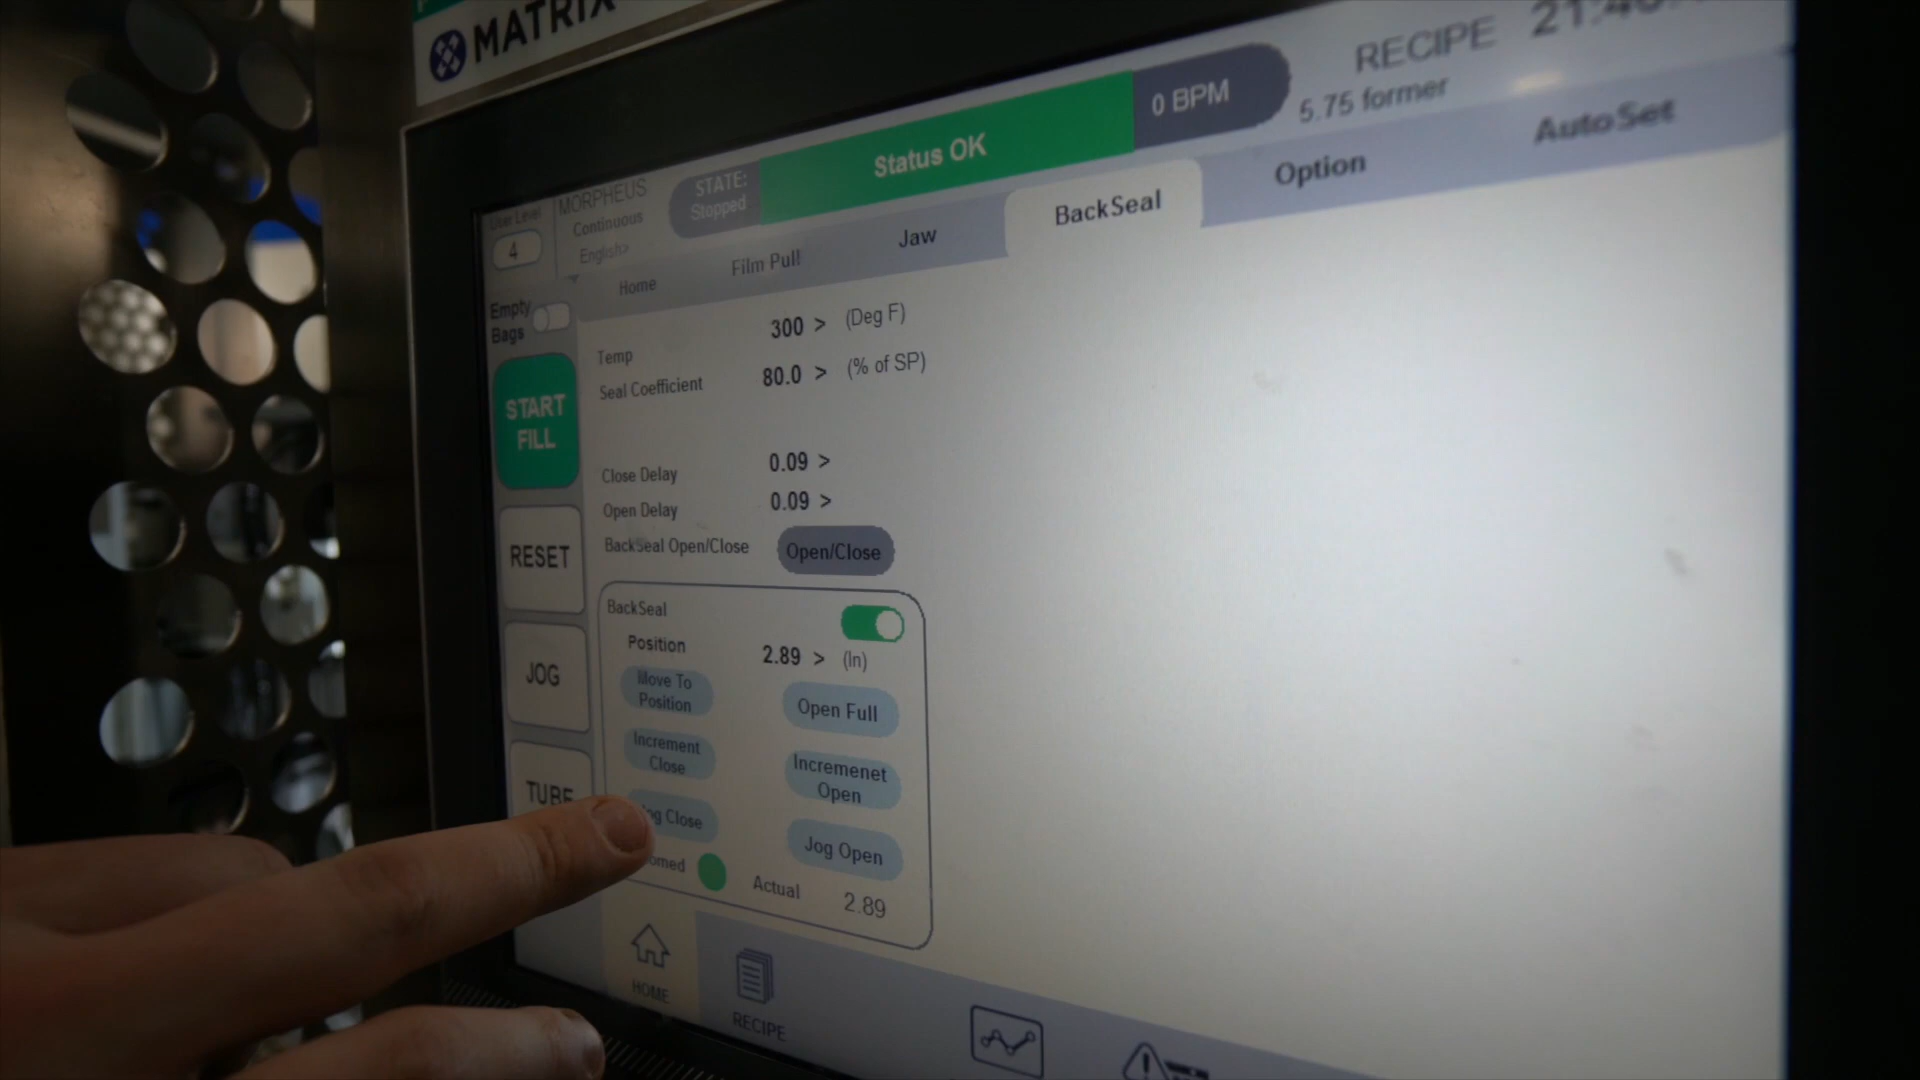 MATRIX
User Level
4
MORPHEUS
Continuous
English>
STATE:
Stopped
Status OK
0 BPM
RECIPE
5.75 former
Home
Film Pull
Jaw
BackSeal
Option
AutoSet
Empty
Bags
START
FILL
RESET
JOG
TUBE
Temp
300 >
(Deg F)
Seal Coefficient
80.0 >
(% of SP)
Close Delay
0.09 >
Open Delay
0.09 >
Backseal Open/Close
Open/Close
BackSeal
Position
2.89 >
(In)
Move To
Position
Open Full
Increment
Close
Incremenet
Open
Close
Jog Open
Actual
2.89
HOME
RECIPE